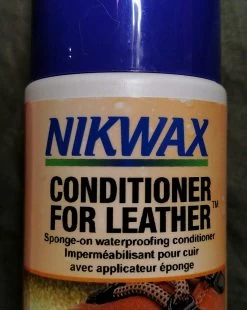 NIKWAX
CONDITIONER
FOR LEATHER™
Sponge-on waterproofing conditioner
Imperméabilisant pour cuir
avec applicateur éponge